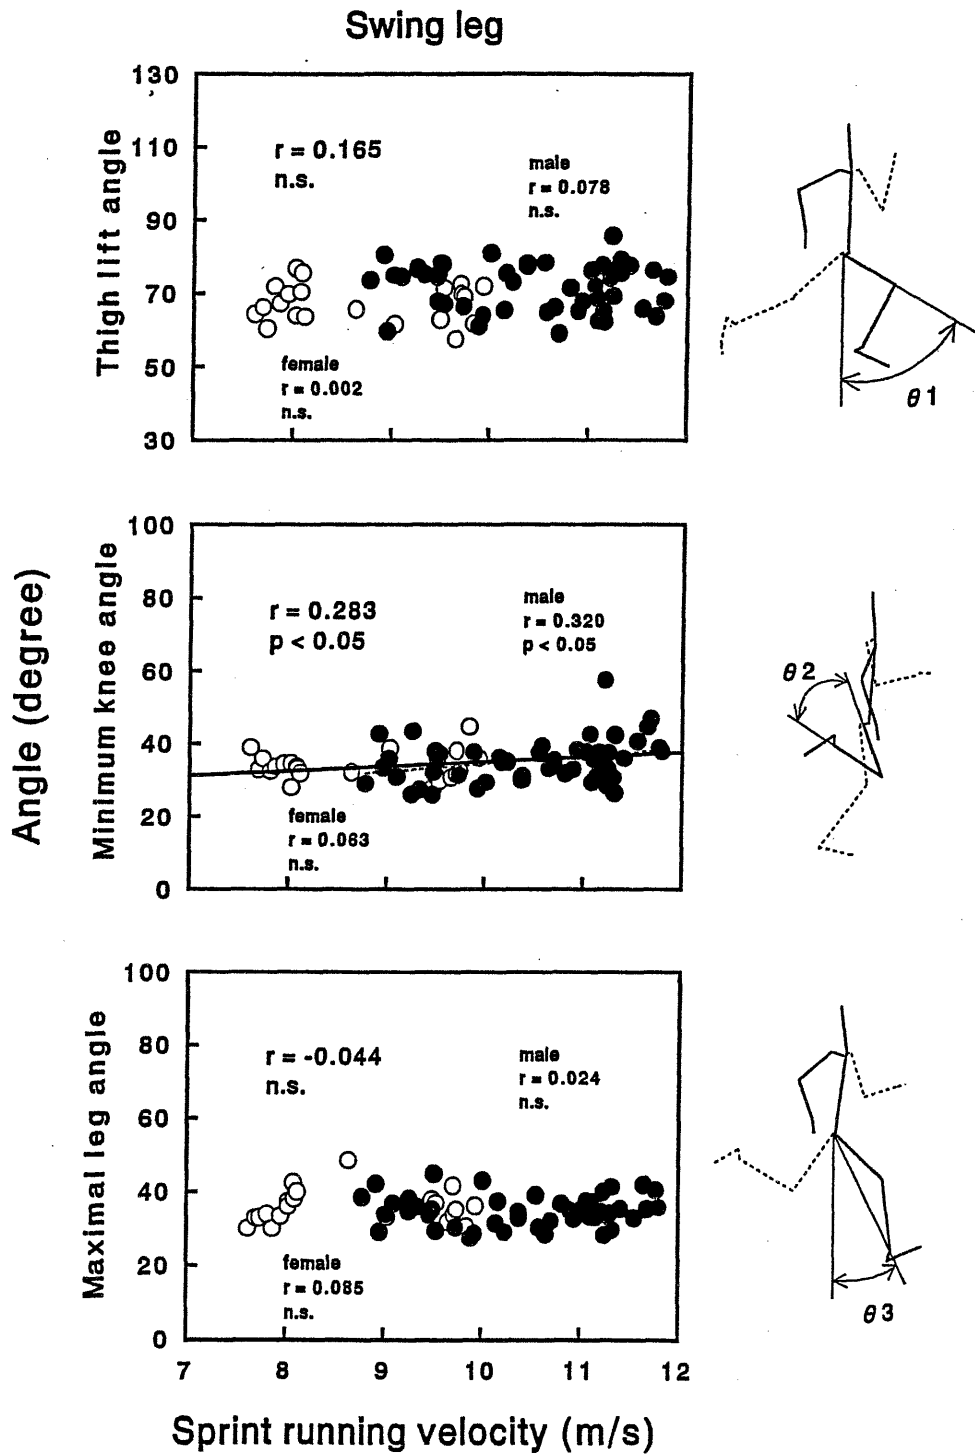 Swing leg
Thigh lift angle
130
110
90
70
50
30
r = 0.165
n.s.
male
r = 0.078
n.s.
female
r = 0.002
n.s.
θ1
Angle (degree)
Minimum knee angle
100
80
60
40
20
0
r = 0.283
p < 0.05
male
r = 0.320
p < 0.05
female
r = 0.063
n.s.
θ2
Maximal leg angle
100
80
60
40
20
0
r = -0.044
n.s.
male
r = 0.024
n.s.
female
r = 0.085
n.s.
θ3
7 8 9 10 11 12
Sprint running velocity (m/s)